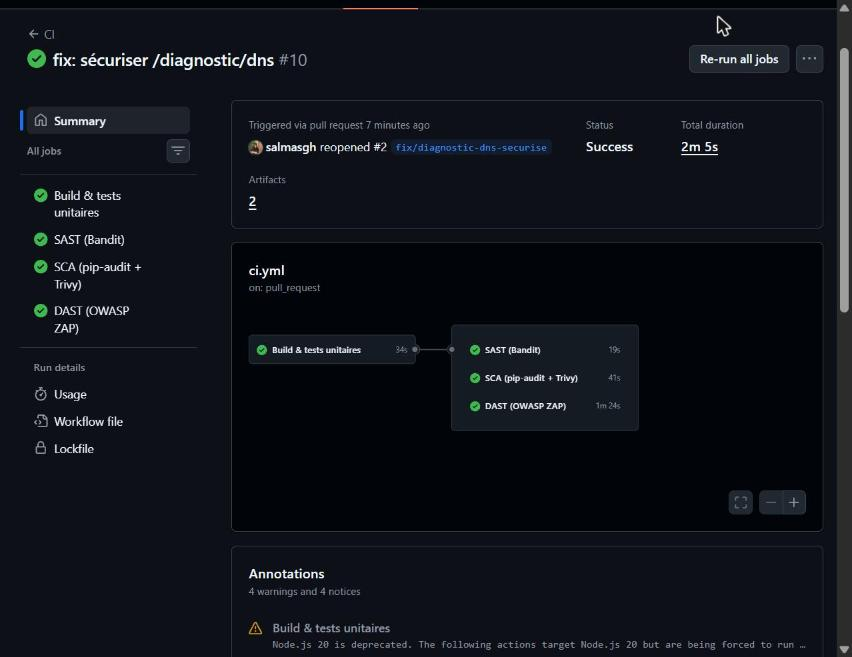 CI
fix: sécuriser /diagnostic/dns #10
Re-run all jobs
Summary
All jobs
Build & tests
unitaires
SAST (Bandit)
SCA (pip-audit +
Trivy)
DAST (OWASP
ZAP)
Run details
Usage
Workflow file
Lockfile
Triggered via pull request 7 minutes ago
salmasgh reopened #2 fix/diagnostic-dns-securise
Status
Success
Total duration
2m 5s
Artifacts
2
ci.yml
on: pull_request
Build & tests unitaires 34s
SAST (Bandit) 19s
SCA (pip-audit + Trivy) 41s
DAST (OWASP ZAP) 1m 24s
Annotations
4 warnings and 4 notices
Build & tests unitaires
Node.js 20 is deprecated. The following actions target Node.js 20 but are being forced to run …